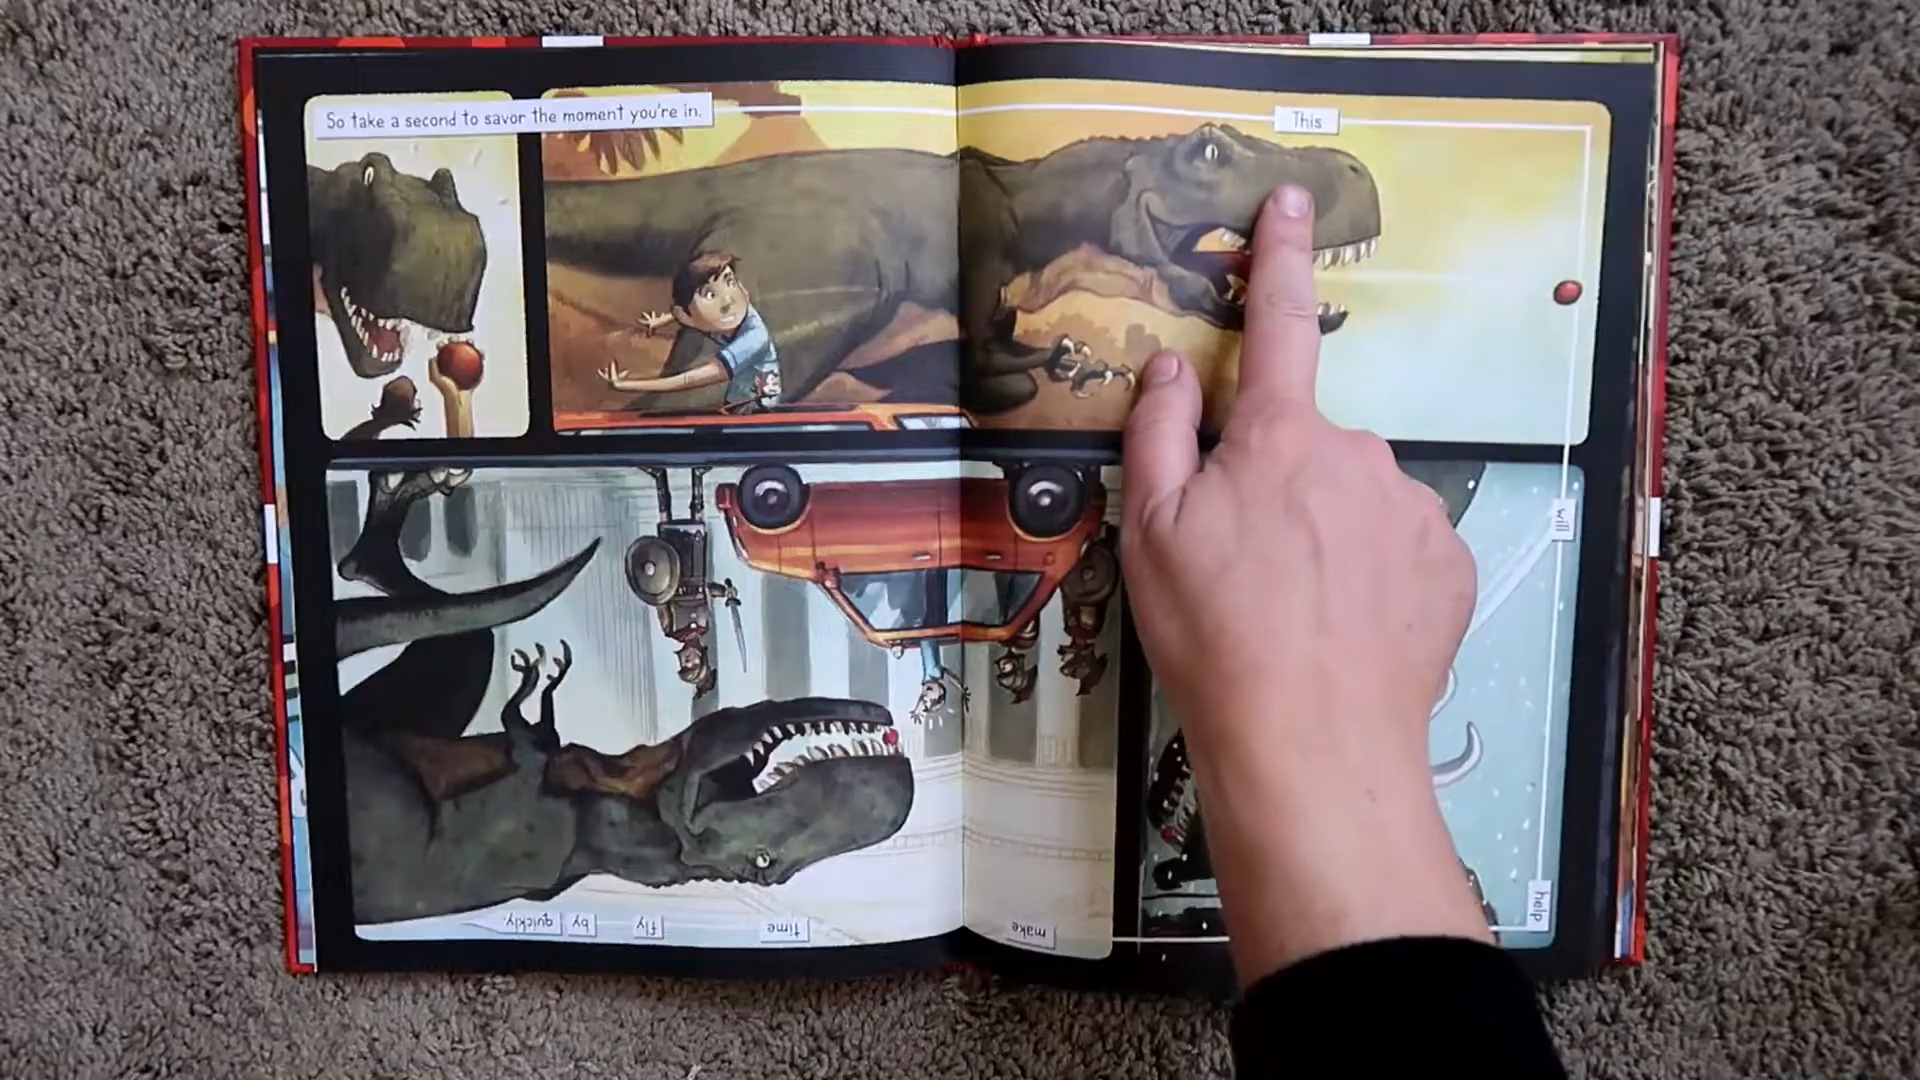 So take a second to savor the moment you're in.
This
will
help
make
time
fly
by
quickly.